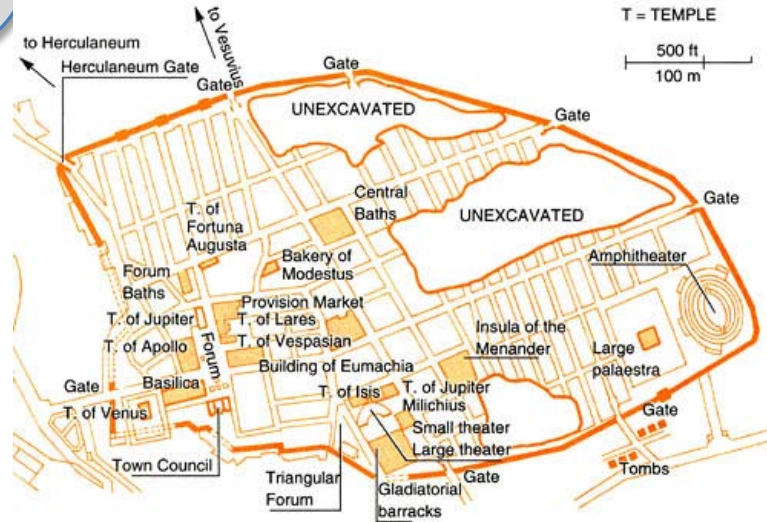 T = TEMPLE
to Herculaneum
to Vesuvius
500 ft
100 m
Herculaneum Gate
Gate
Gate
UNEXCAVATED
Gate
Central
Baths
UNEXCAVATED
Gate
T. of
Fortuna
Augusta
Bakery of
Modestus
Amphitheater
Forum
Baths
Provision Market
T. of Jupiter
T. of Lares
T. of Apollo
Forum
T. of Vespasian
Insula of the
Menander
Large
palaestra
Building of Eumachia
Gate
Basilica
T. of Isis
T. of Jupiter
Milichius
T. of Venus
Small theater
Gate
Large theater
Town Council
Triangular
Forum
Gladiatorial
barracks
Gate
Tombs